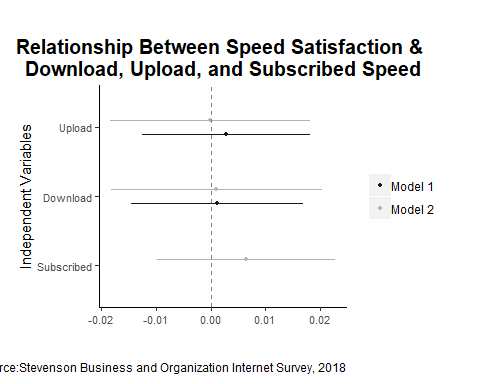 Relationship Between Speed Satisfaction &
Download, Upload, and Subscribed Speed
Independent Variables
Upload
Download
Subscribed
-0.02 -0.01 0.00 0.01 0.02
Model 1
Model 2
rce:Stevenson Business and Organization Internet Survey, 2018